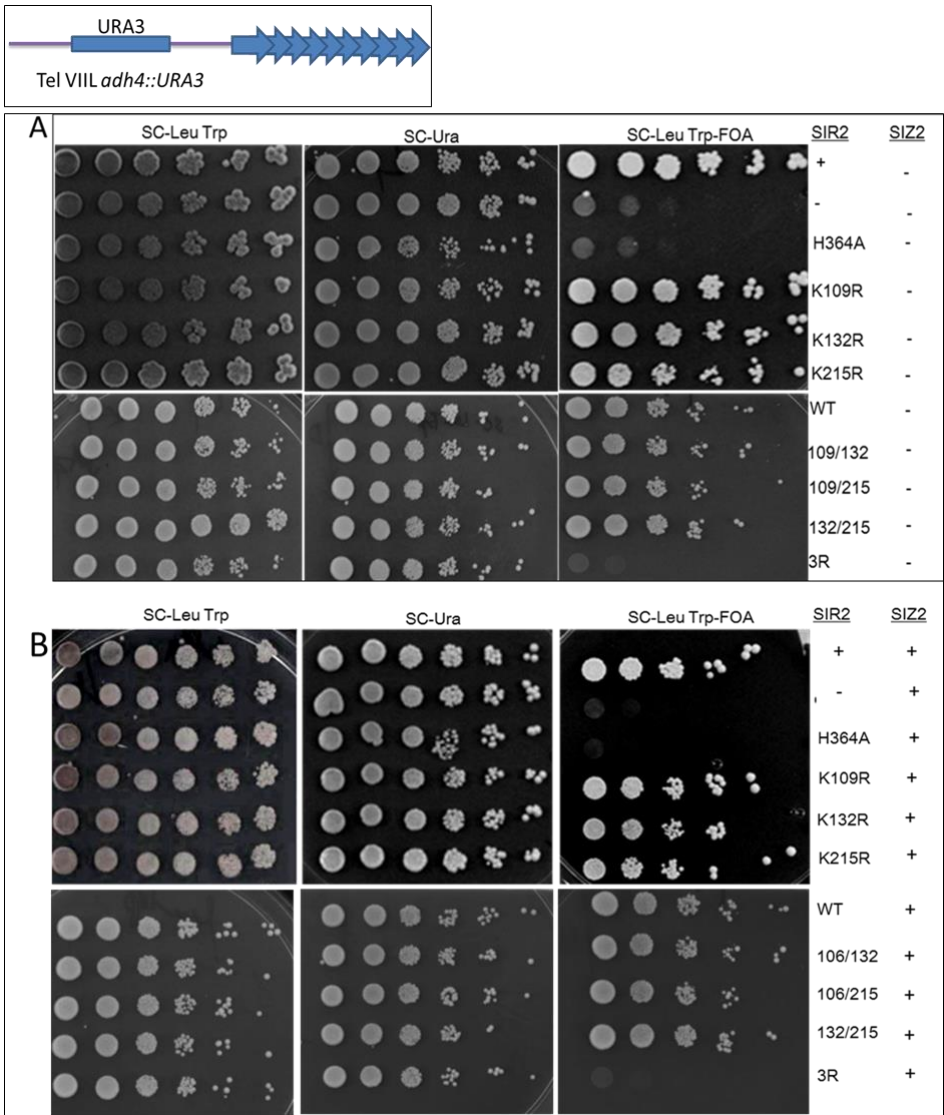 URA3
Tel VIIL adh4::URA3
A
SC-Leu Trp SC-Ura SC-Leu Trp-FOA SIR2 SIZ2
+ -
- -
H364A -
K109R -
K132R -
K215R -
WT -
109/132 -
109/215 -
132/215 -
3R -
B
SC-Leu Trp SC-Ura SC-Leu Trp-FOA SIR2 SIZ2
+ +
- +
H364A +
K109R +
K132R +
K215R +
WT +
106/132 +
106/215 +
132/215 +
3R +